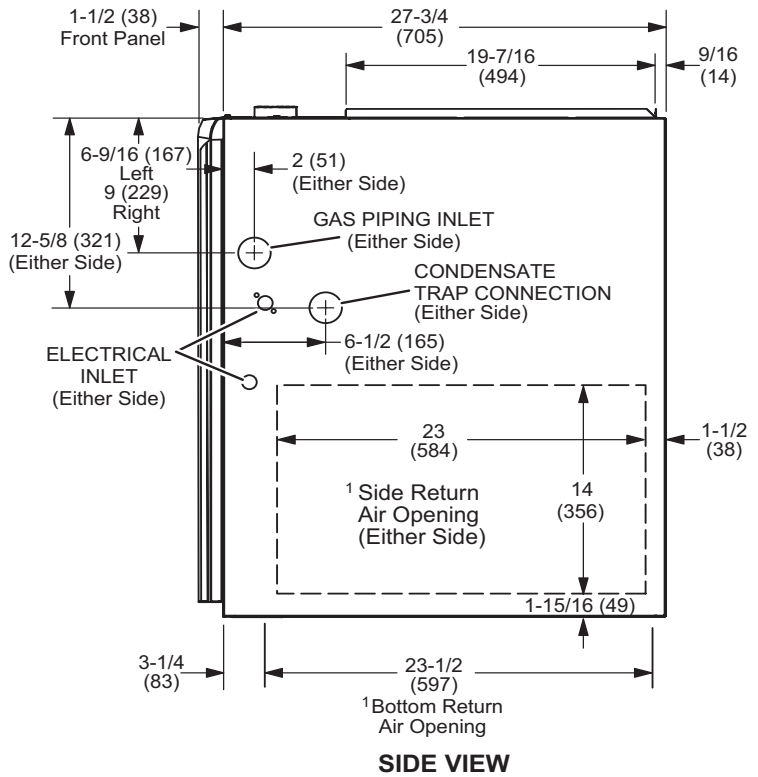 1-1/2 (38)
Front Panel
27-3/4
(705)
19-7/16
(494)
9/16
(14)
6-9/16 (167)
Left
9 (229)
Right
2 (51)
(Either Side)
12-5/8 (321)
(Either Side)
GAS PIPING INLET
(Either Side)
CONDENSATE
TRAP CONNECTION
(Either Side)
6-1/2 (165)
(Either Side)
ELECTRICAL
INLET
(Either Side)
23
(584)
1-1/2
(38)
1 Side Return
Air Opening
(Either Side)
14
(356)
1-15/16 (49)
3-1/4
(83)
23-1/2
(597)
1Bottom Return
Air Opening
SIDE VIEW